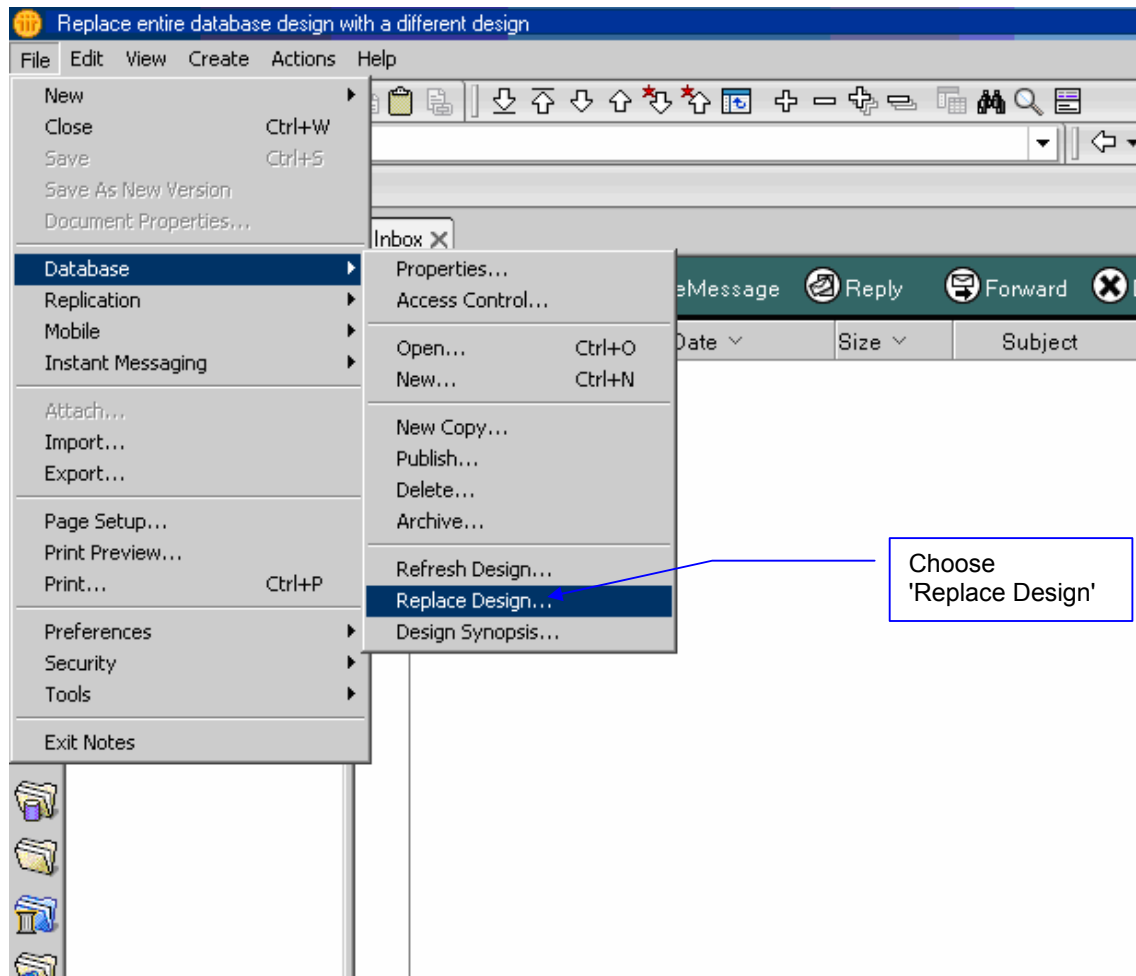 Replace entire database design with a different design
File Edit View Create Actions Help
New
Close Ctrl+W
Save Ctrl+S
Save As New Version
Document Properties...
Database
Replication
Mobile
Instant Messaging
Attach...
Import...
Export...
Page Setup...
Print Preview...
Print... Ctrl+P
Preferences
Security
Tools
Exit Notes
Inbox
Properties...
Access Control...
Open... Ctrl+O
New... Ctrl+N
New Copy...
Publish...
Delete...
Archive...
Refresh Design...
Replace Design...
Design Synopsis...
eMessage Reply Forward
Date Size Subject
Choose
'Replace Design'